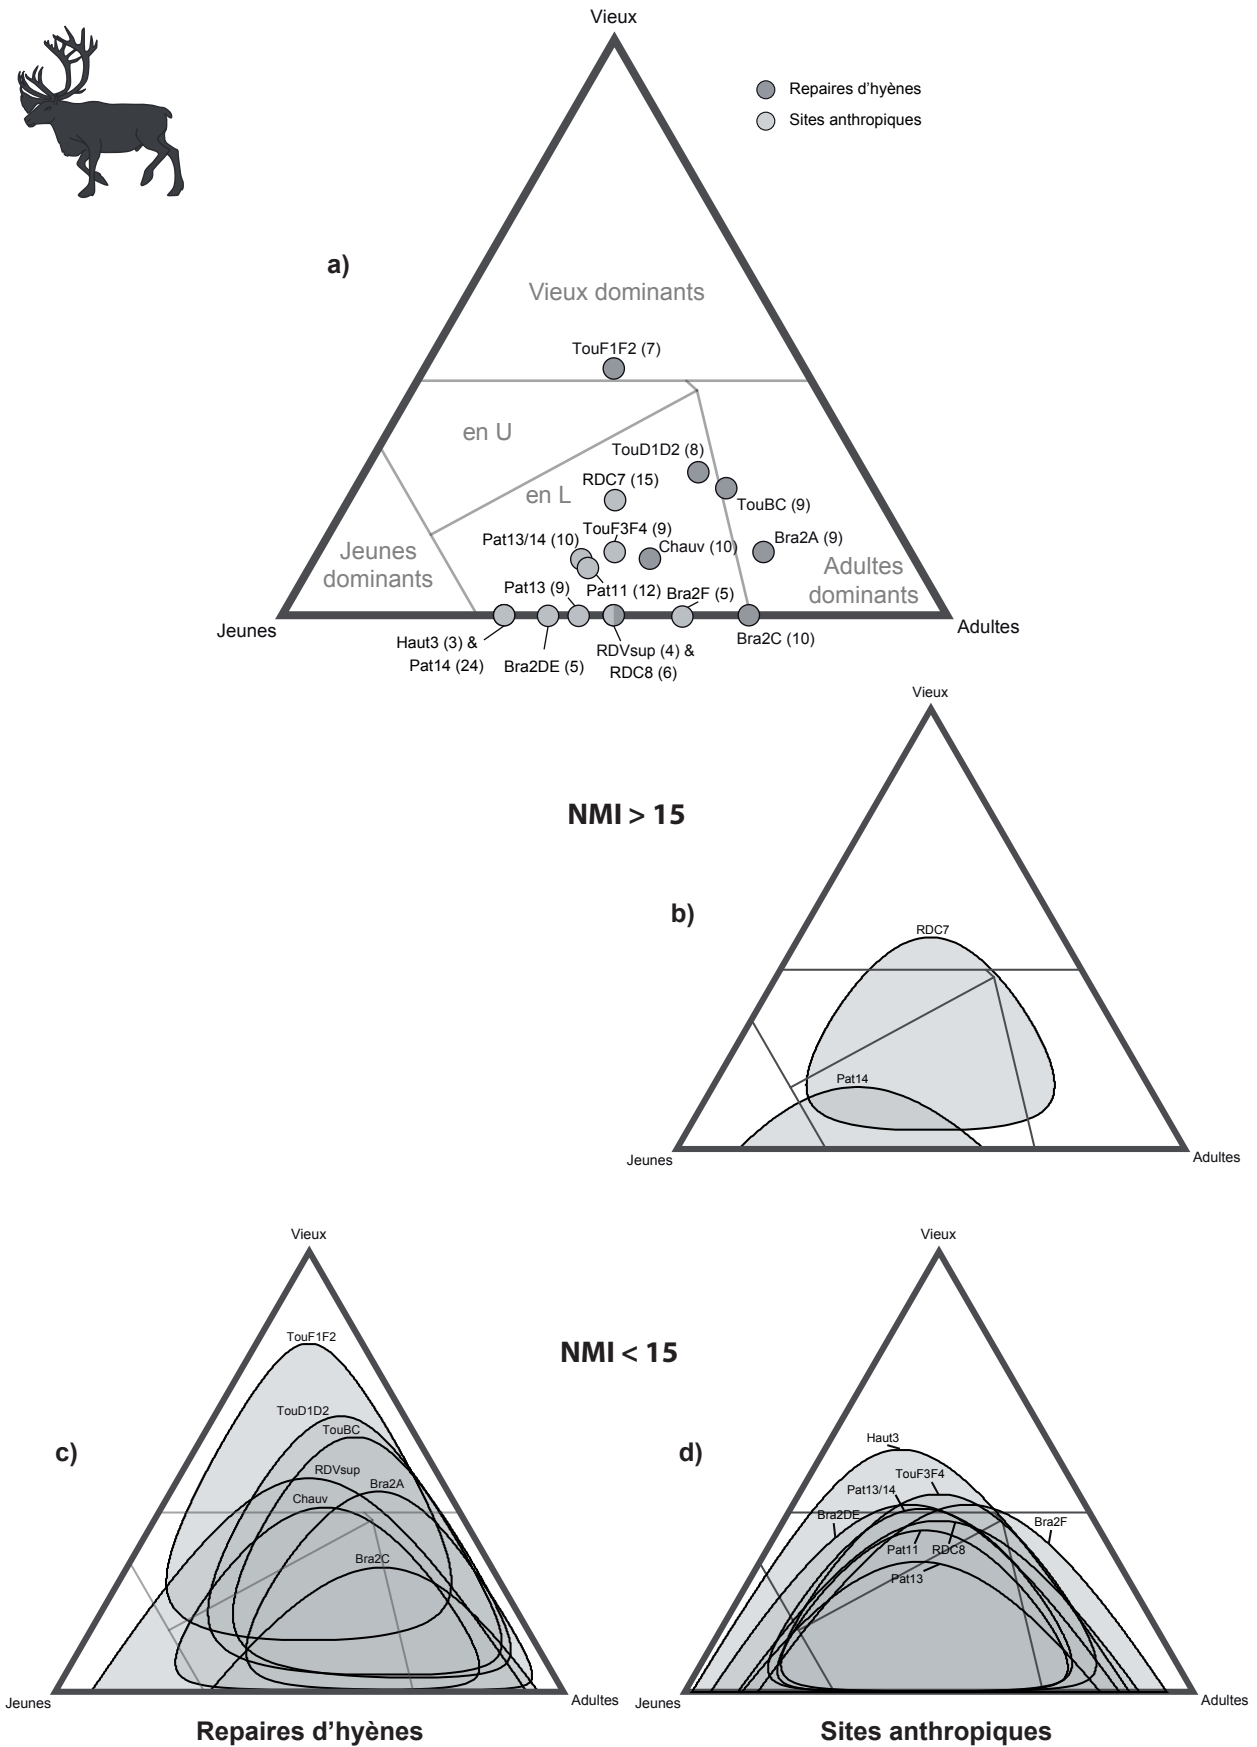 Vieux
Repaires d'hyènes
Sites anthropiques
a)
Vieux dominants
TouF1F2 (7)
en U
TouD1D2 (8)
RDC7 (15)
en L
TouBC (9)
TouF3F4 (9)
Pat13/14 (10)
Chauv (10)
Bra2A (9)
Jeunes
dominants
Adultes
dominants
Pat13 (9)
Pat11 (12)
Bra2F (5)
Jeunes
Adultes
Haut3 (3) &
Pat14 (24)
Bra2DE (5)
RDVsup (4) &
RDC8 (6)
Bra2C (10)
Vieux
NMI > 15
b)
RDC7
Pat14
Jeunes
Adultes
Vieux
TouF1F2
NMI < 15
TouD1D2
TouBC
c)
RDVsup
Bra2A
Chauv
Bra2C
Jeunes
Adultes
Repaires d'hyènes
Vieux
d)
Haut3
TouF3F4
Pat13/14
Bra2DE
Bra2F
Pat11
RDC8
Pat13
Jeunes
Adultes
Sites anthropiques